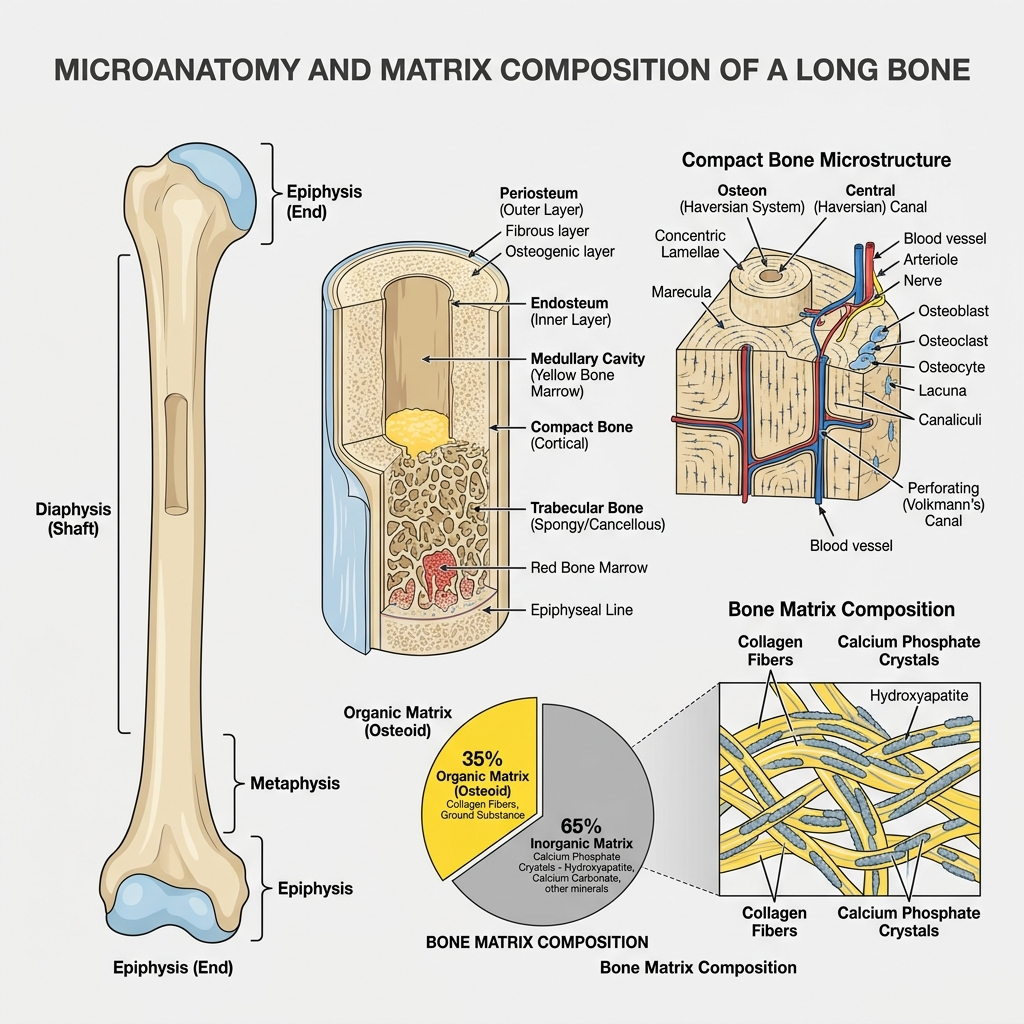 MICROANATOMY AND MATRIX COMPOSITION OF A LONG BONE
Epiphysis
(End)
Diaphysis
(Shaft)
Metaphysis
Epiphysis
Epiphysis (End)
Periosteum
(Outer Layer)
Fibrous layer
Osteogenic layer
Endosteum
(Inner Layer)
Medullary Cavity
(Yellow Bone
Marrow)
Compact Bone
(Cortical)
Trabecular Bone
(Spongy/Cancellous)
Red Bone Marrow
Epiphyseal Line
Compact Bone Microstructure
Osteon
(Haversian System)
Central
(Haversian) Canal
Concentric
Lamellae
Marecula
Blood vessel
Arteriole
Nerve
Osteoblast
Osteoclast
Osteocyte
Lacuna
Canaliculi
Perforating
(Volkmann's)
Canal
Blood vessel
Organic Matrix
(Osteoid)
35%
Organic Matrix
(Osteoid)
Collagen Fibers,
Ground Substance
65%
Inorganic Matrix
Calcium Phosphate
Cryatels - Hydroxyapatite,
Calcium Carbonate,
other minerals
BONE MATRIX COMPOSITION
Bone Matrix Composition
Collagen
Fibers
Calcium Phosphate
Crystals
Hydroxyapatite
Collagen
Fibers
Calcium Phosphate
Crystals
Bone Matrix Composition